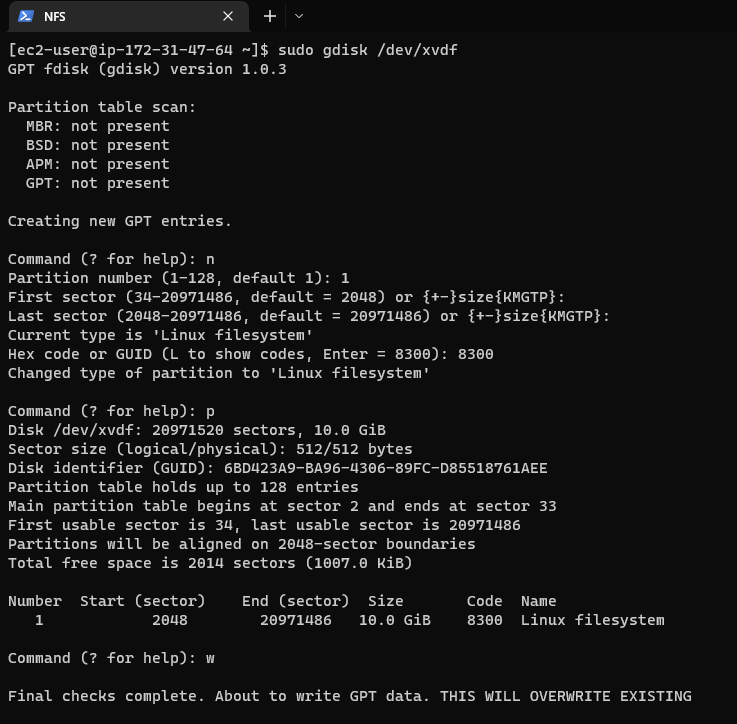 NFS
[ec2-user@ip-172-31-47-64 ~]$ sudo gdisk /dev/xvdf
GPT fdisk (gdisk) version 1.0.3
Partition table scan:
  MBR: not present
  BSD: not present
  APM: not present
  GPT: not present
Creating new GPT entries.
Command (? for help): n
Partition number (1-128, default 1): 1
First sector (34-20971486, default = 2048) or {+-}size{KMGTP}:
Last sector (2048-20971486, default = 20971486) or {+-}size{KMGTP}:
Current type is 'Linux filesystem'
Hex code or GUID (L to show codes, Enter = 8300): 8300
Changed type of partition to 'Linux filesystem'
Command (? for help): p
Disk /dev/xvdf: 20971520 sectors, 10.0 GiB
Sector size (logical/physical): 512/512 bytes
Disk identifier (GUID): 6BD423A9-BA96-4306-89FC-D85518761AEE
Partition table holds up to 128 entries
Main partition table begins at sector 2 and ends at sector 33
First usable sector is 34, last usable sector is 20971486
Partitions will be aligned on 2048-sector boundaries
Total free space is 2014 sectors (1007.0 KiB)
Number  Start (sector)    End (sector)  Size       Code  Name
   1            2048        20971486   10.0 GiB    8300  Linux filesystem
Command (? for help): w
Final checks complete. About to write GPT data. THIS WILL OVERWRITE EXISTING